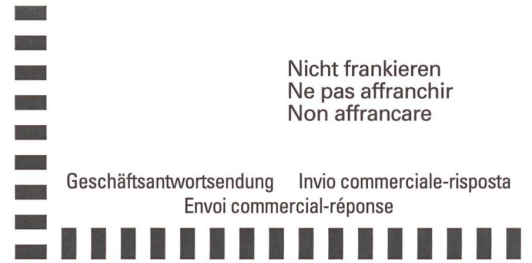 Nicht frankieren
Ne pas affranchir
Non affrancare
Geschäftsantwortsendung Invio commerciale-risposta
Envoi commercial-réponse